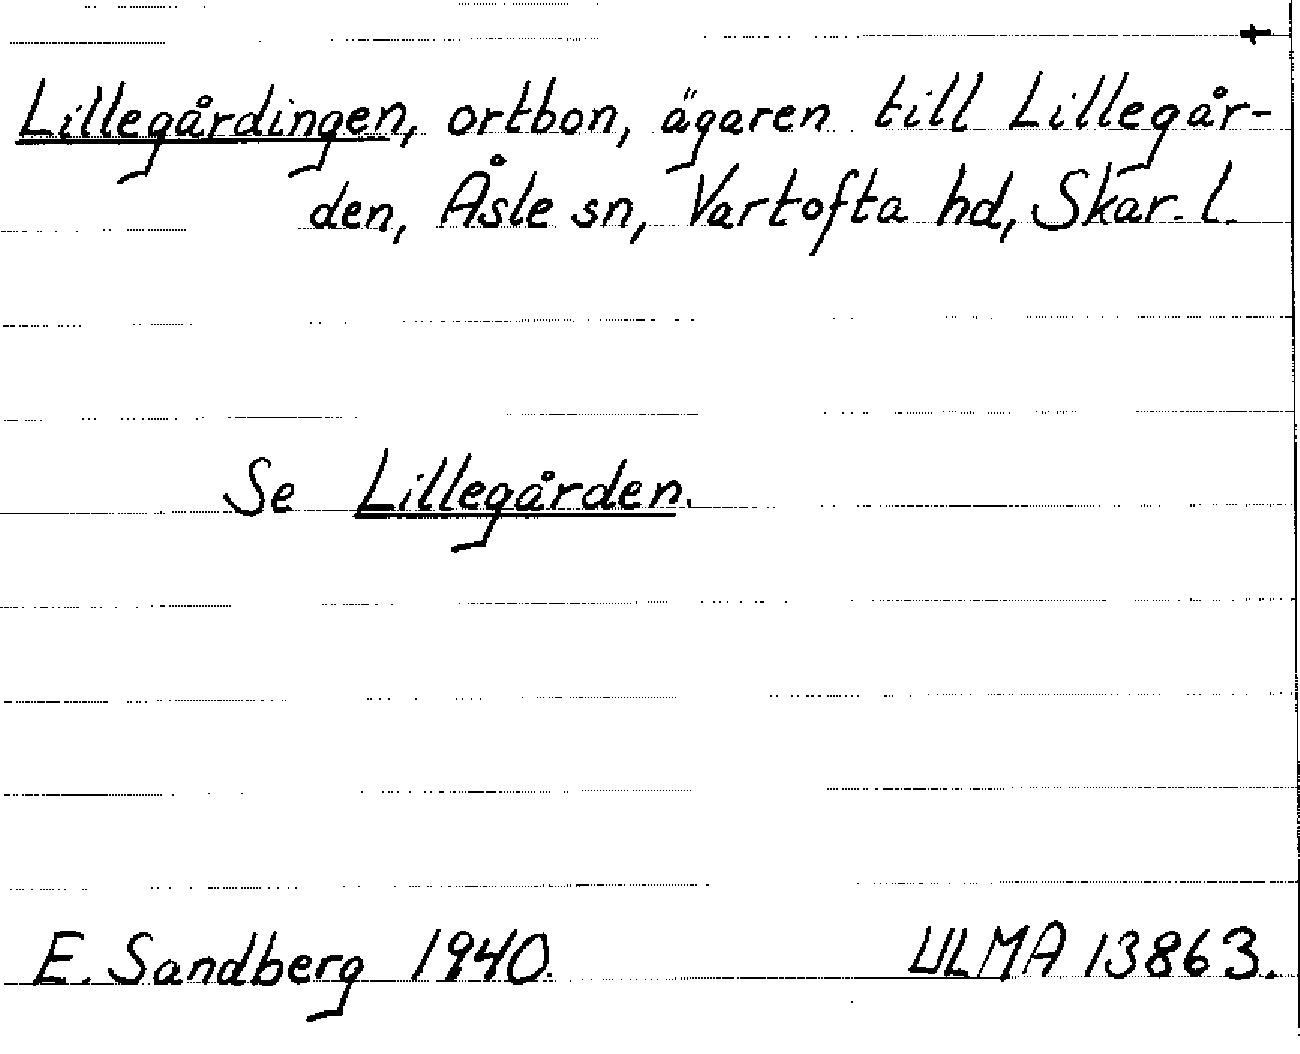 +
Lillegårdingen, ortbon, ägaren till Lillegår-
den, Åsle sn, Vartofta hd, Skar. l.
Se Lillegården.
E. Sandberg 1940. ULMA 13863.